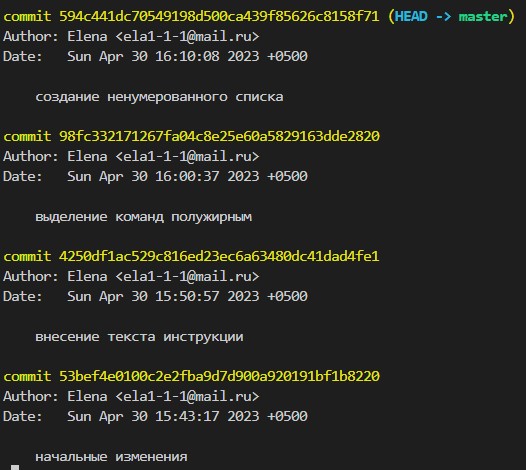 commit 594c441dc70549198d500ca439f85626c8158f71 (HEAD -> master)
Author: Elena <ela1-1-1@mail.ru>
Date:   Sun Apr 30 16:10:08 2023 +0500
создание ненумерованного списка
commit 98fc332171267fa04c8e25e60a5829163dde2820
Author: Elena <ela1-1-1@mail.ru>
Date:   Sun Apr 30 16:00:37 2023 +0500
выделение команд полужирным
commit 4250df1ac529c816ed23ec6a63480dc41dad4fe1
Author: Elena <ela1-1-1@mail.ru>
Date:   Sun Apr 30 15:50:57 2023 +0500
внесение текста инструкции
commit 53bef4e0100c2e2fba9d7d900a920191bf1b8220
Author: Elena <ela1-1-1@mail.ru>
Date:   Sun Apr 30 15:43:17 2023 +0500
начальные изменения